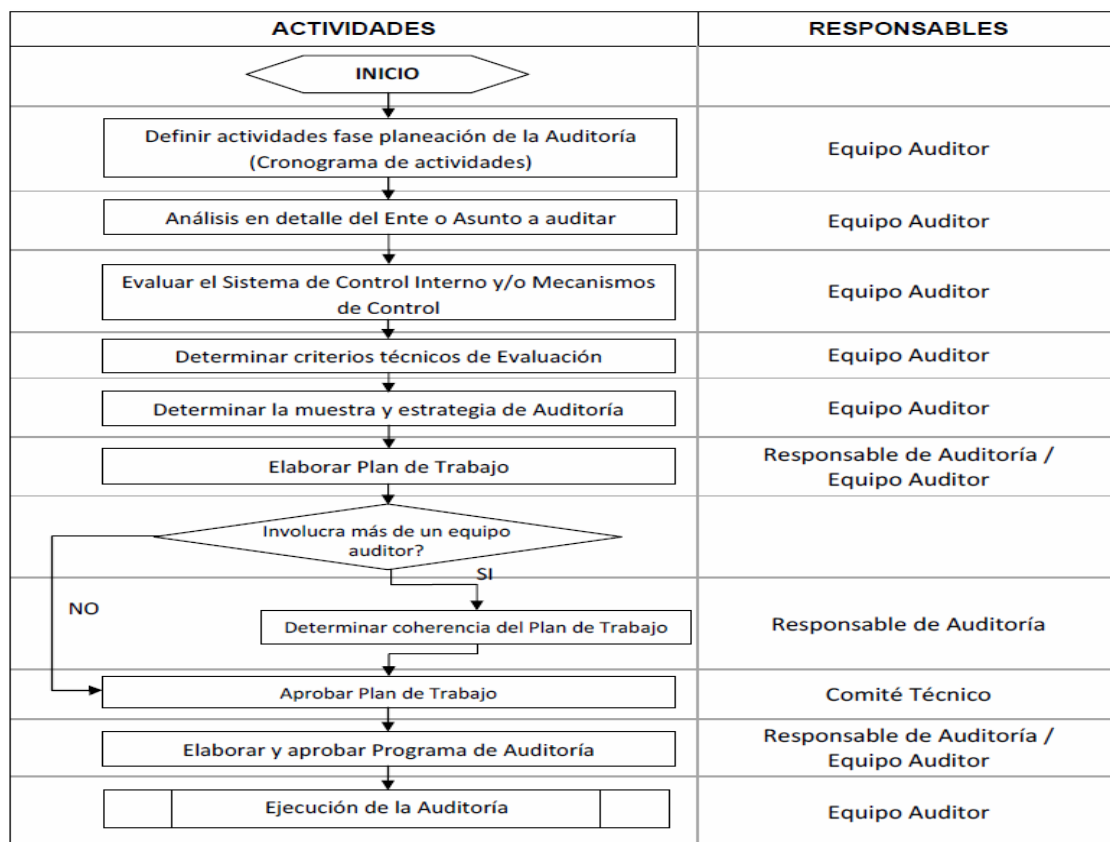 ACTIVIDADES
RESPONSABLES
INICIO
Definir actividades fase planeación de la Auditoría
(Cronograma de actividades)
Equipo Auditor
Análisis en detalle del Ente o Asunto a auditar
Equipo Auditor
Evaluar el Sistema de Control Interno y/o Mecanismos
de Control
Equipo Auditor
Determinar criterios técnicos de Evaluación
Equipo Auditor
Determinar la muestra y estrategia de Auditoría
Equipo Auditor
Elaborar Plan de Trabajo
Responsable de Auditoría /
Equipo Auditor
Involucra más de un equipo
auditor?
SI
NO
Determinar coherencia del Plan de Trabajo
Responsable de Auditoría
Aprobar Plan de Trabajo
Comité Técnico
Elaborar y aprobar Programa de Auditoría
Responsable de Auditoría /
Equipo Auditor
Ejecución de la Auditoría
Equipo Auditor